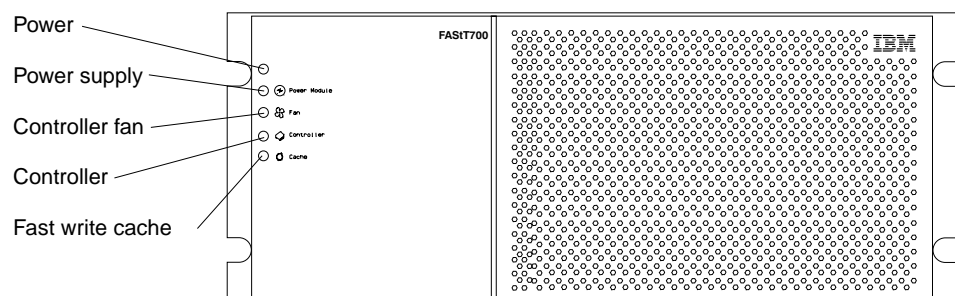 Power
FAStT700
IBM
Power supply
Power Module
Controller fan
Fan
Controller
Controller
Cache
Fast write cache